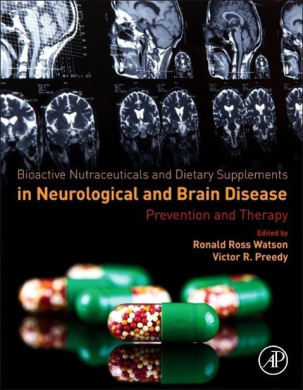 Bioactive Nutraceuticals and Dietary Supplements
in Neurological and Brain Disease
Prevention and Therapy
Edited by
Ronald Ross Watson
Victor R. Preedy
AP